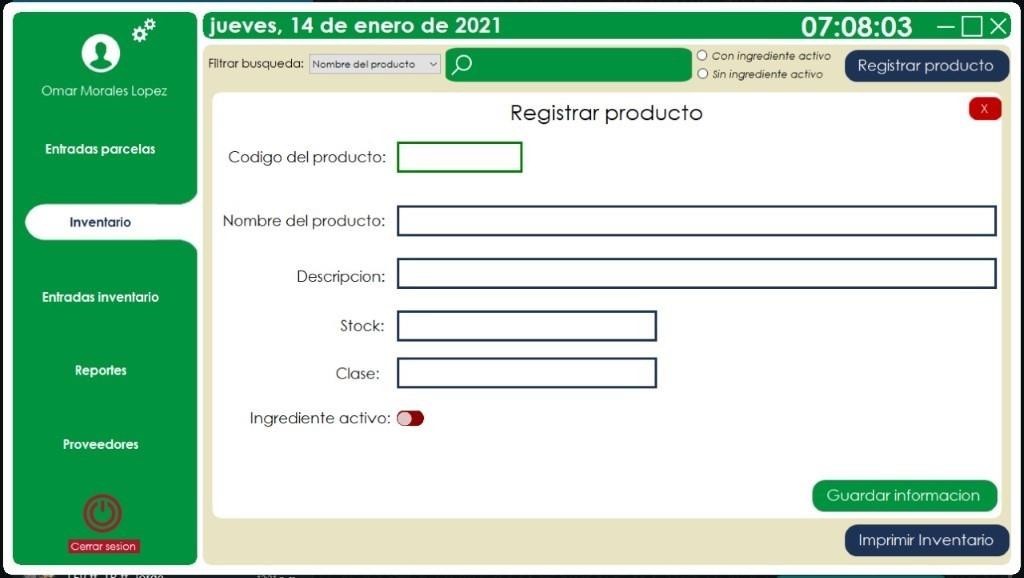 jueves, 14 de enero de 2021
07:08:03
Omar Morales Lopez
Entradas parcelas
Inventario
Entradas inventario
Reportes
Proveedores
Cerrar sesion
Filtrar busqueda:
Nombre del producto
Con ingrediente activo
Sin ingrediente activo
Registrar producto
Registrar producto
X
Codigo del producto:
Nombre del producto:
Descripcion:
Stock:
Clase:
Ingrediente activo:
Guardar informacion
Imprimir Inventario